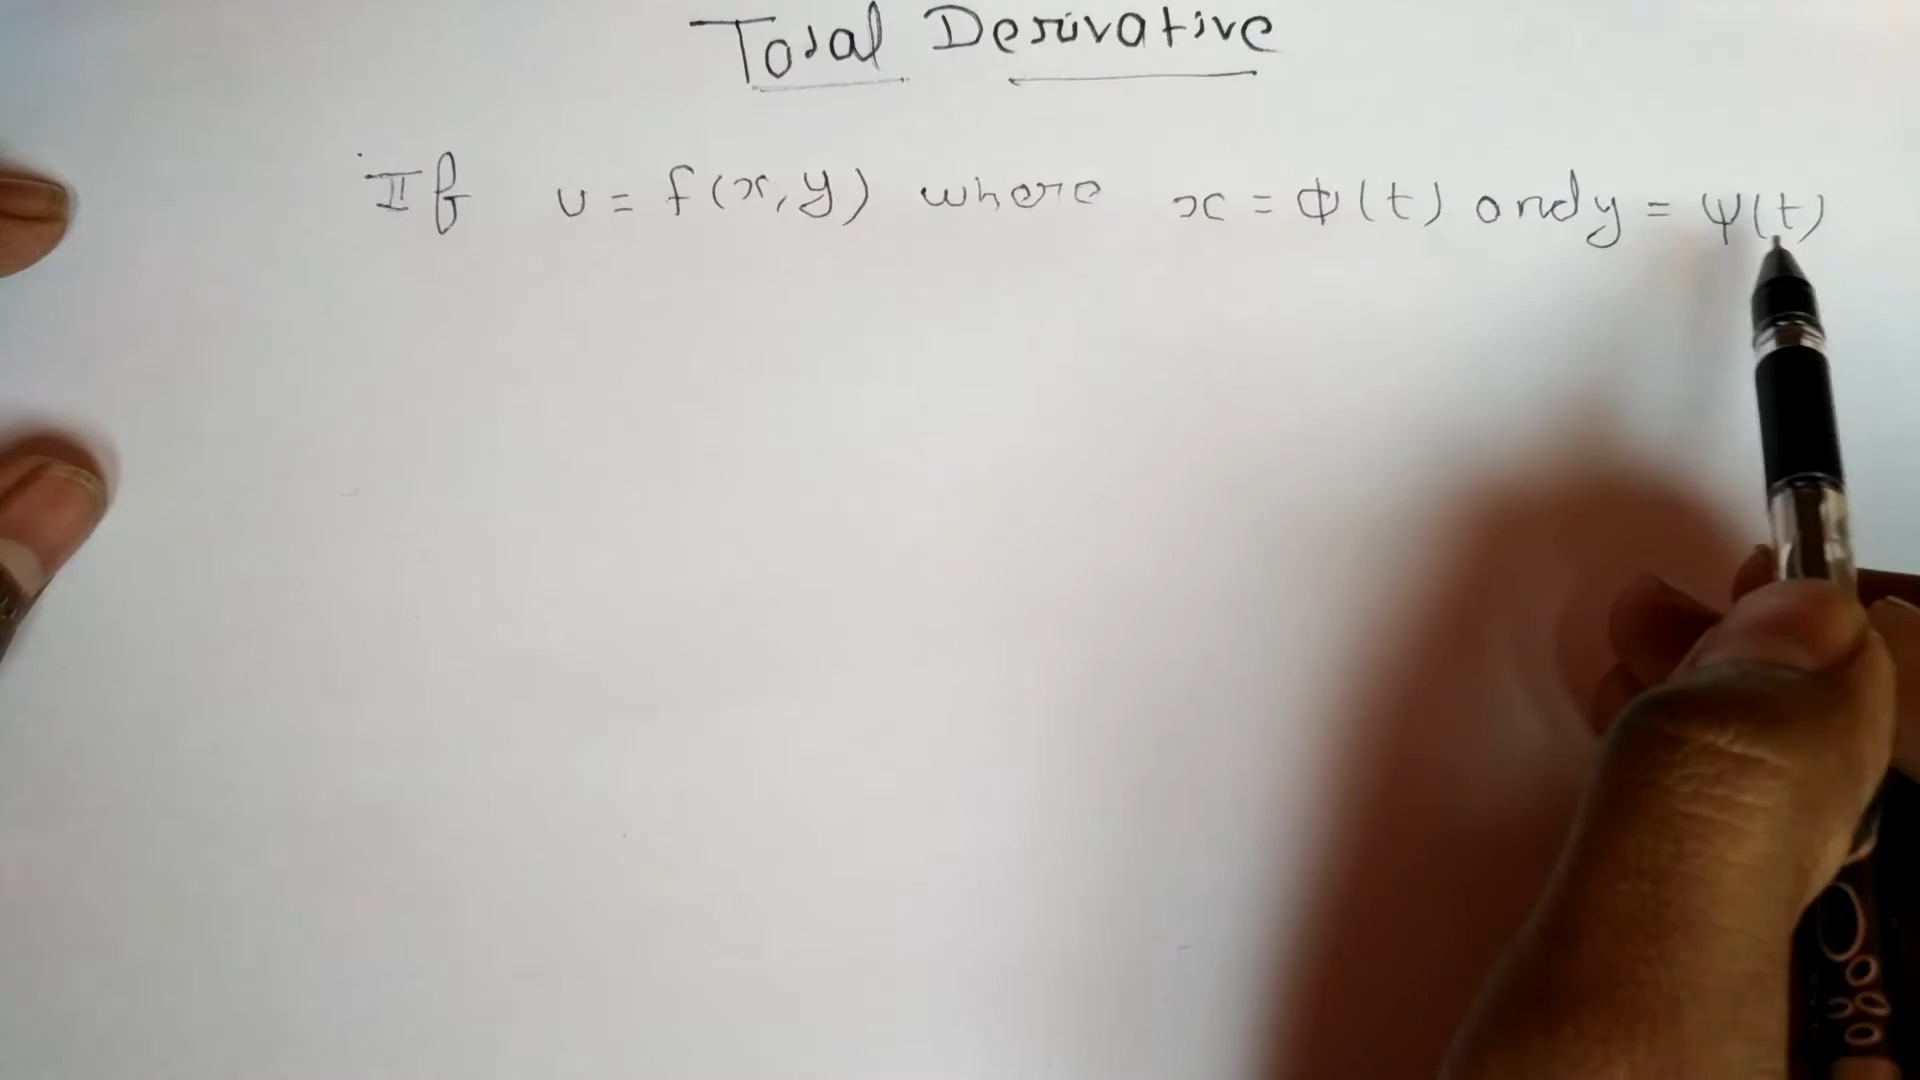 Total Derivative
If u = f(x, y) where x = ϕ(t) and y = ψ(t)